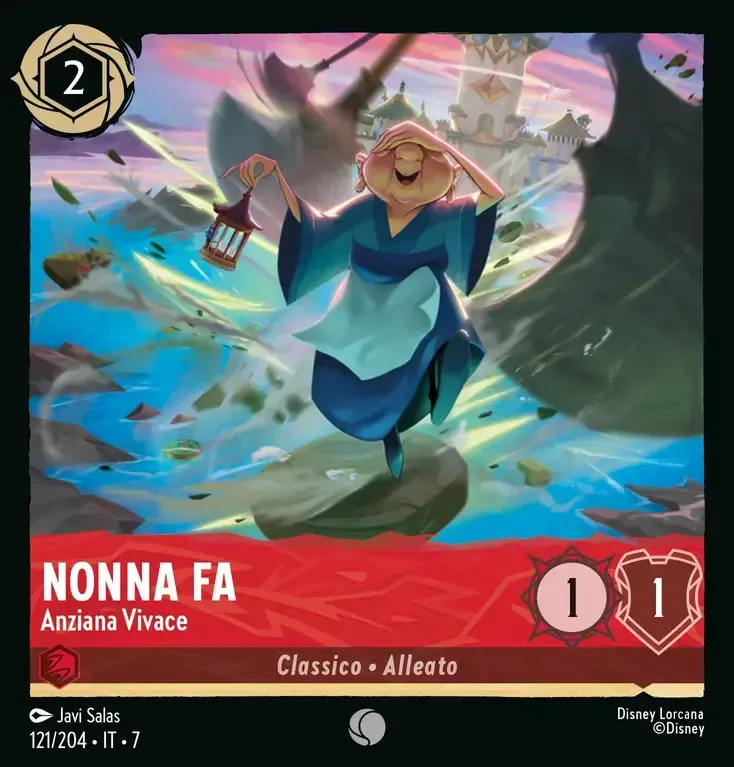 2
NONNA FA
Anziana Vivace
1
1
Classico • Alleato
Javi Salas
121/204 • IT • 7
Disney Lorcana
©Disney